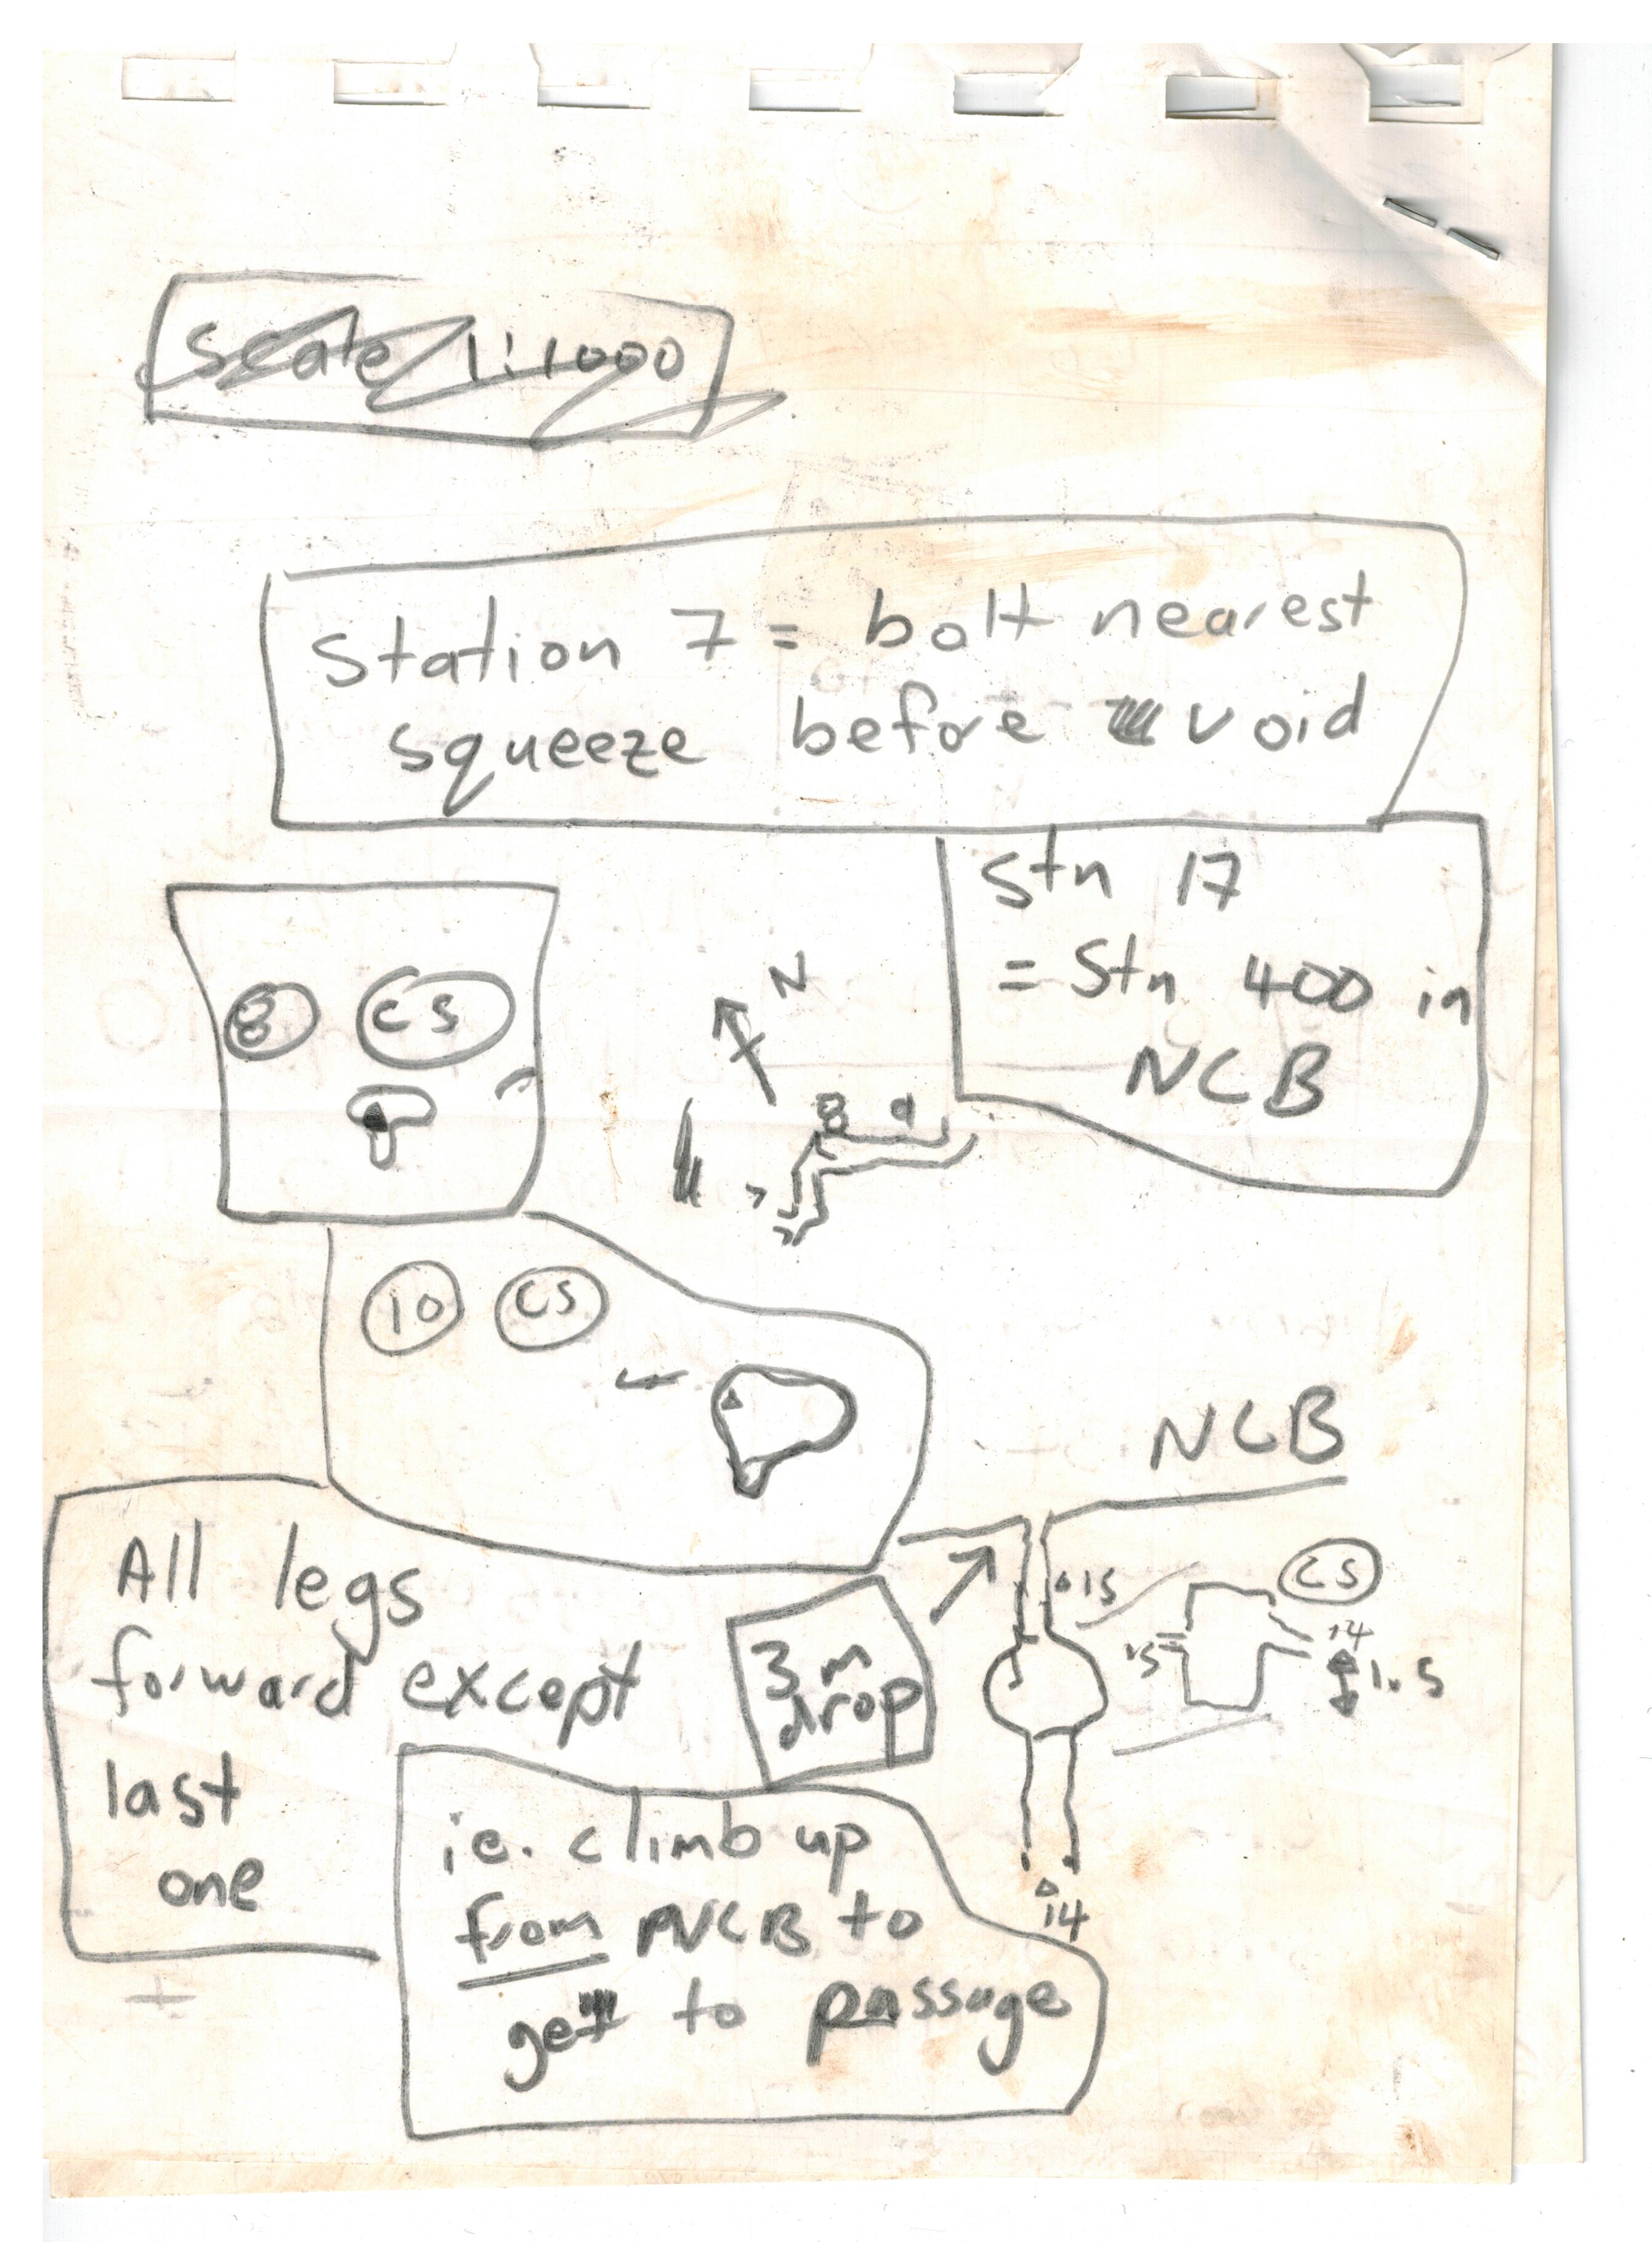 Scale 1:1000
Station 7 = bolt nearest
squeeze before void
Stn 17
= Stn 400 in
NCB
8 CS
N
8 9
7
10 CS
NCB
All legs
forward except
last
one
3m
drop
15
CS
15
14
1.5
14
ie. climb up
from NCB to
get to passage